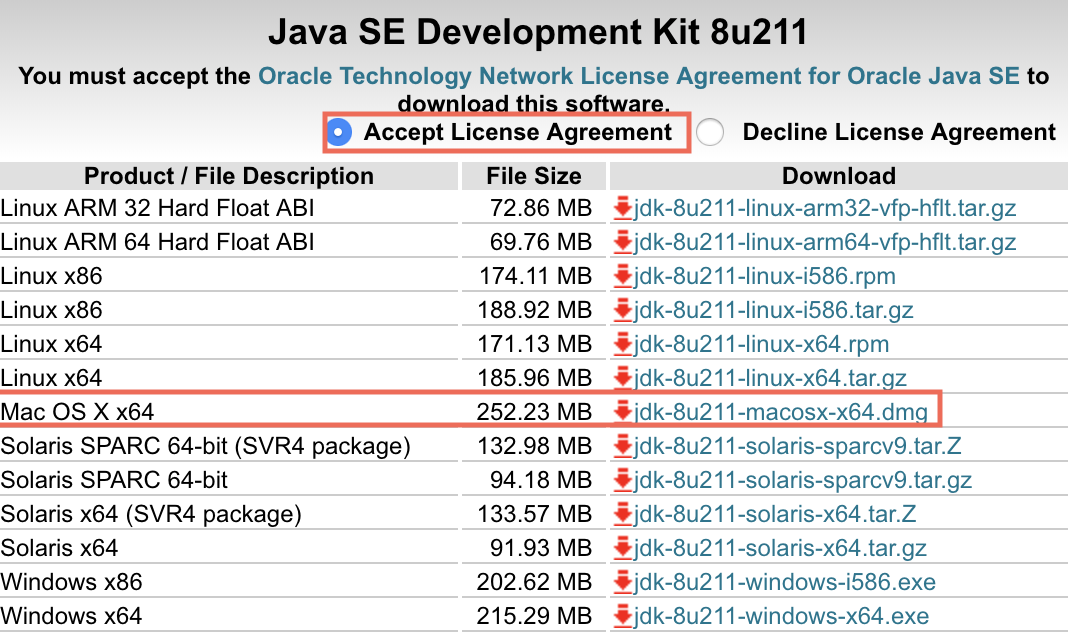 Java SE Development Kit 8u211
You must accept the Oracle Technology Network License Agreement for Oracle Java SE to
download this software.
Accept License Agreement Decline License Agreement
Product / File Description File Size Download
Linux ARM 32 Hard Float ABI 72.86 MB jdk-8u211-linux-arm32-vfp-hflt.tar.gz
Linux ARM 64 Hard Float ABI 69.76 MB jdk-8u211-linux-arm64-vfp-hflt.tar.gz
Linux x86 174.11 MB jdk-8u211-linux-i586.rpm
Linux x86 188.92 MB jdk-8u211-linux-i586.tar.gz
Linux x64 171.13 MB jdk-8u211-linux-x64.rpm
Linux x64 185.96 MB jdk-8u211-linux-x64.tar.gz
Mac OS X x64 252.23 MB jdk-8u211-macosx-x64.dmg
Solaris SPARC 64-bit (SVR4 package) 132.98 MB jdk-8u211-solaris-sparcv9.tar.Z
Solaris SPARC 64-bit 94.18 MB jdk-8u211-solaris-sparcv9.tar.gz
Solaris x64 (SVR4 package) 133.57 MB jdk-8u211-solaris-x64.tar.Z
Solaris x64 91.93 MB jdk-8u211-solaris-x64.tar.gz
Windows x86 202.62 MB jdk-8u211-windows-i586.exe
Windows x64 215.29 MB jdk-8u211-windows-x64.exe